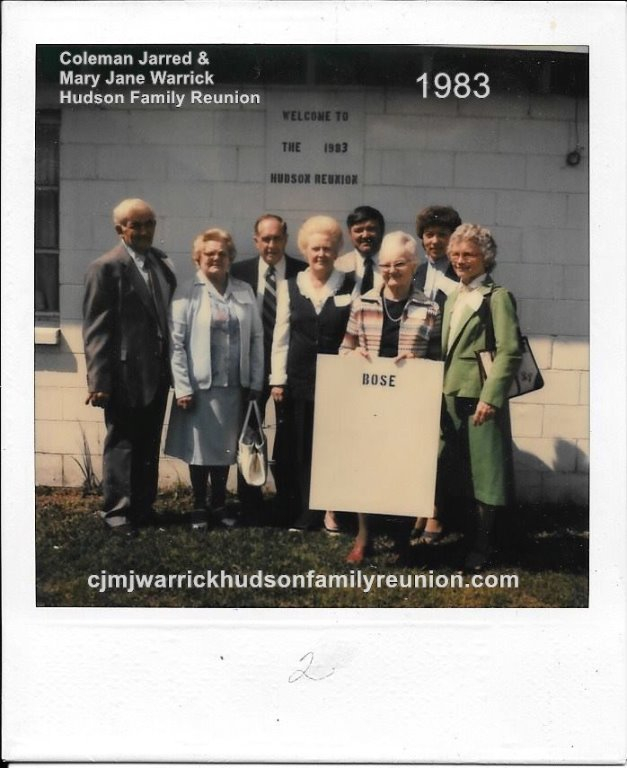 Coleman Jarred &
Mary Jane Warrick
Hudson Family Reunion
1983
WELCOME TO
THE 1983
HUDSON REUNION
BOSE
cjmjwarrickhudsonfamilyreunion.com
2